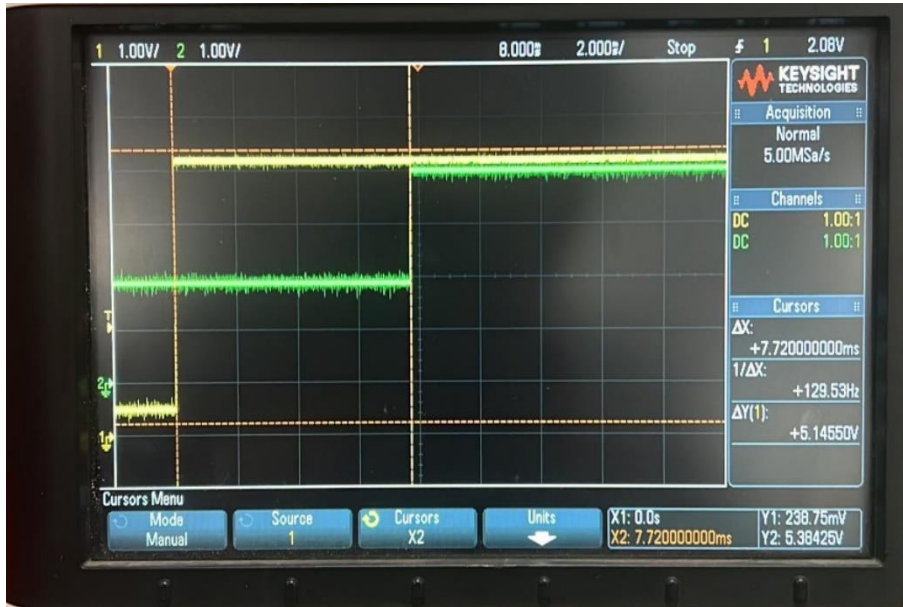 1 1.00V/ 2 1.00V/ 8.000s 2.000s/ Stop 1 2.08V
KEYSIGHT
TECHNOLOGIES
Acquisition
Normal
5.00MSa/s
Channels
DC 1.00:1
DC 1.00:1
Cursors
ΔX:
+7.720000000ms
1/ΔX:
+129.53Hz
ΔY(1):
+5.14550V
T
2
1
Cursors Menu
Mode
Manual
Source
1
Cursors
X2
Units
X1: 0.0s
X2: 7.720000000ms
Y1: 238.75mV
Y2: 5.38425V